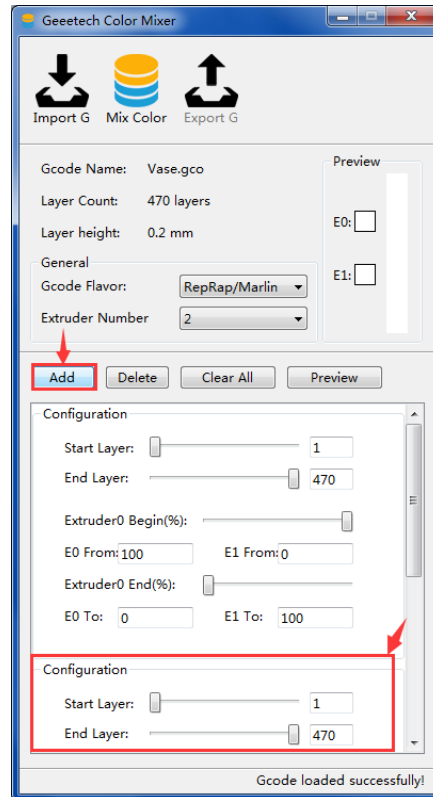 Geeetech Color Mixer
Import G Mix Color Export G
Gcode Name: Vase.gco
Layer Count: 470 layers
Layer height: 0.2 mm
Preview
E0:
E1:
General
Gcode Flavor: RepRap/Marlin
Extruder Number 2
Add Delete Clear All Preview
Configuration
Start Layer: 1
End Layer: 470
Extruder0 Begin(%):
E0 From: 100 E1 From: 0
Extruder0 End(%):
E0 To: 0 E1 To: 100
Configuration
Start Layer: 1
End Layer: 470
Gcode loaded successfully!